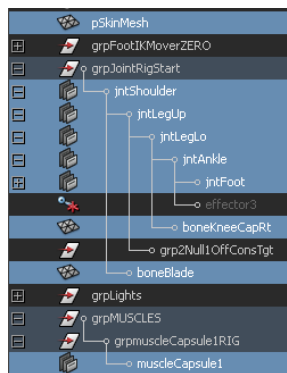 pSkinMesh
grpFootIKMoverZERO
grpJointRigStart
jntShoulder
jntLegUp
jntLegLo
jntAnkle
jntFoot
effector3
boneKneeCapRt
grp2Null1OffConsTgt
boneBlade
grpLights
grpMUSCLES
grpmuscleCapsule1RIG
muscleCapsule1